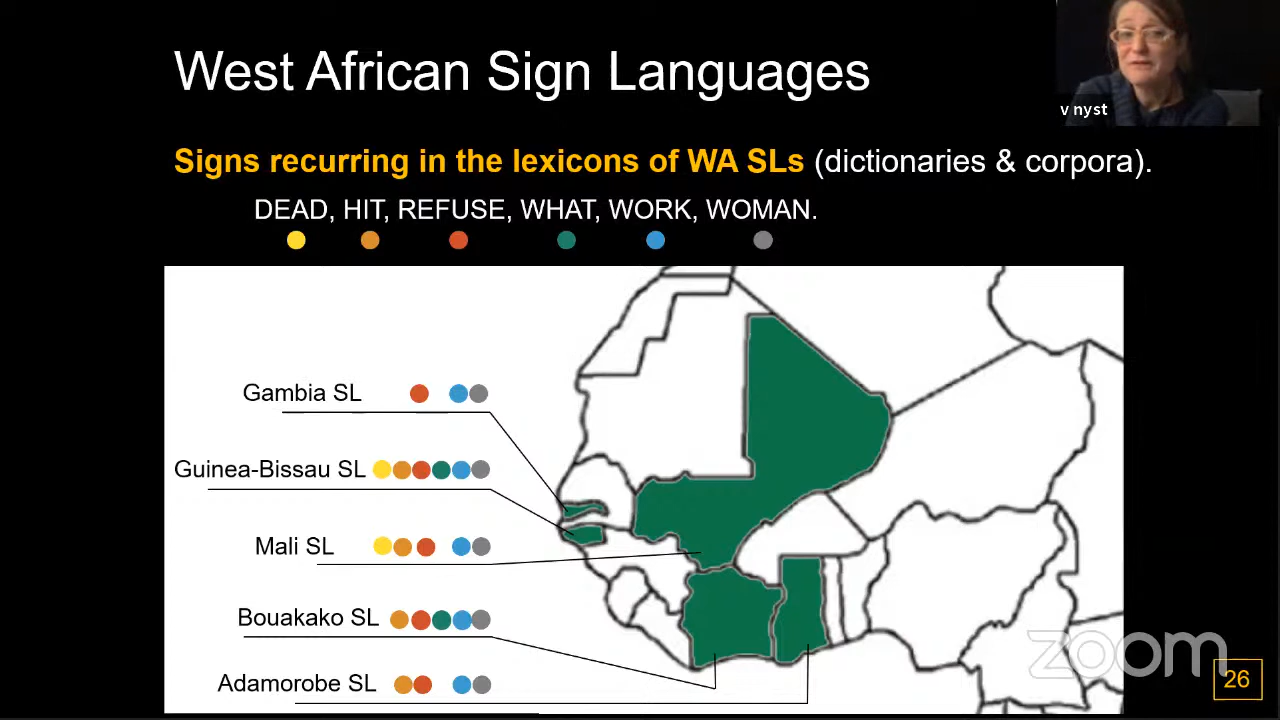 West African Sign Languages
v nyst
Signs recurring in the lexicons of WA SLs (dictionaries & corpora).
DEAD, HIT, REFUSE, WHAT, WORK, WOMAN.
Gambia SL
Guinea-Bissau SL
Mali SL
Bouakako SL
Adamorobe SL
zoom
26